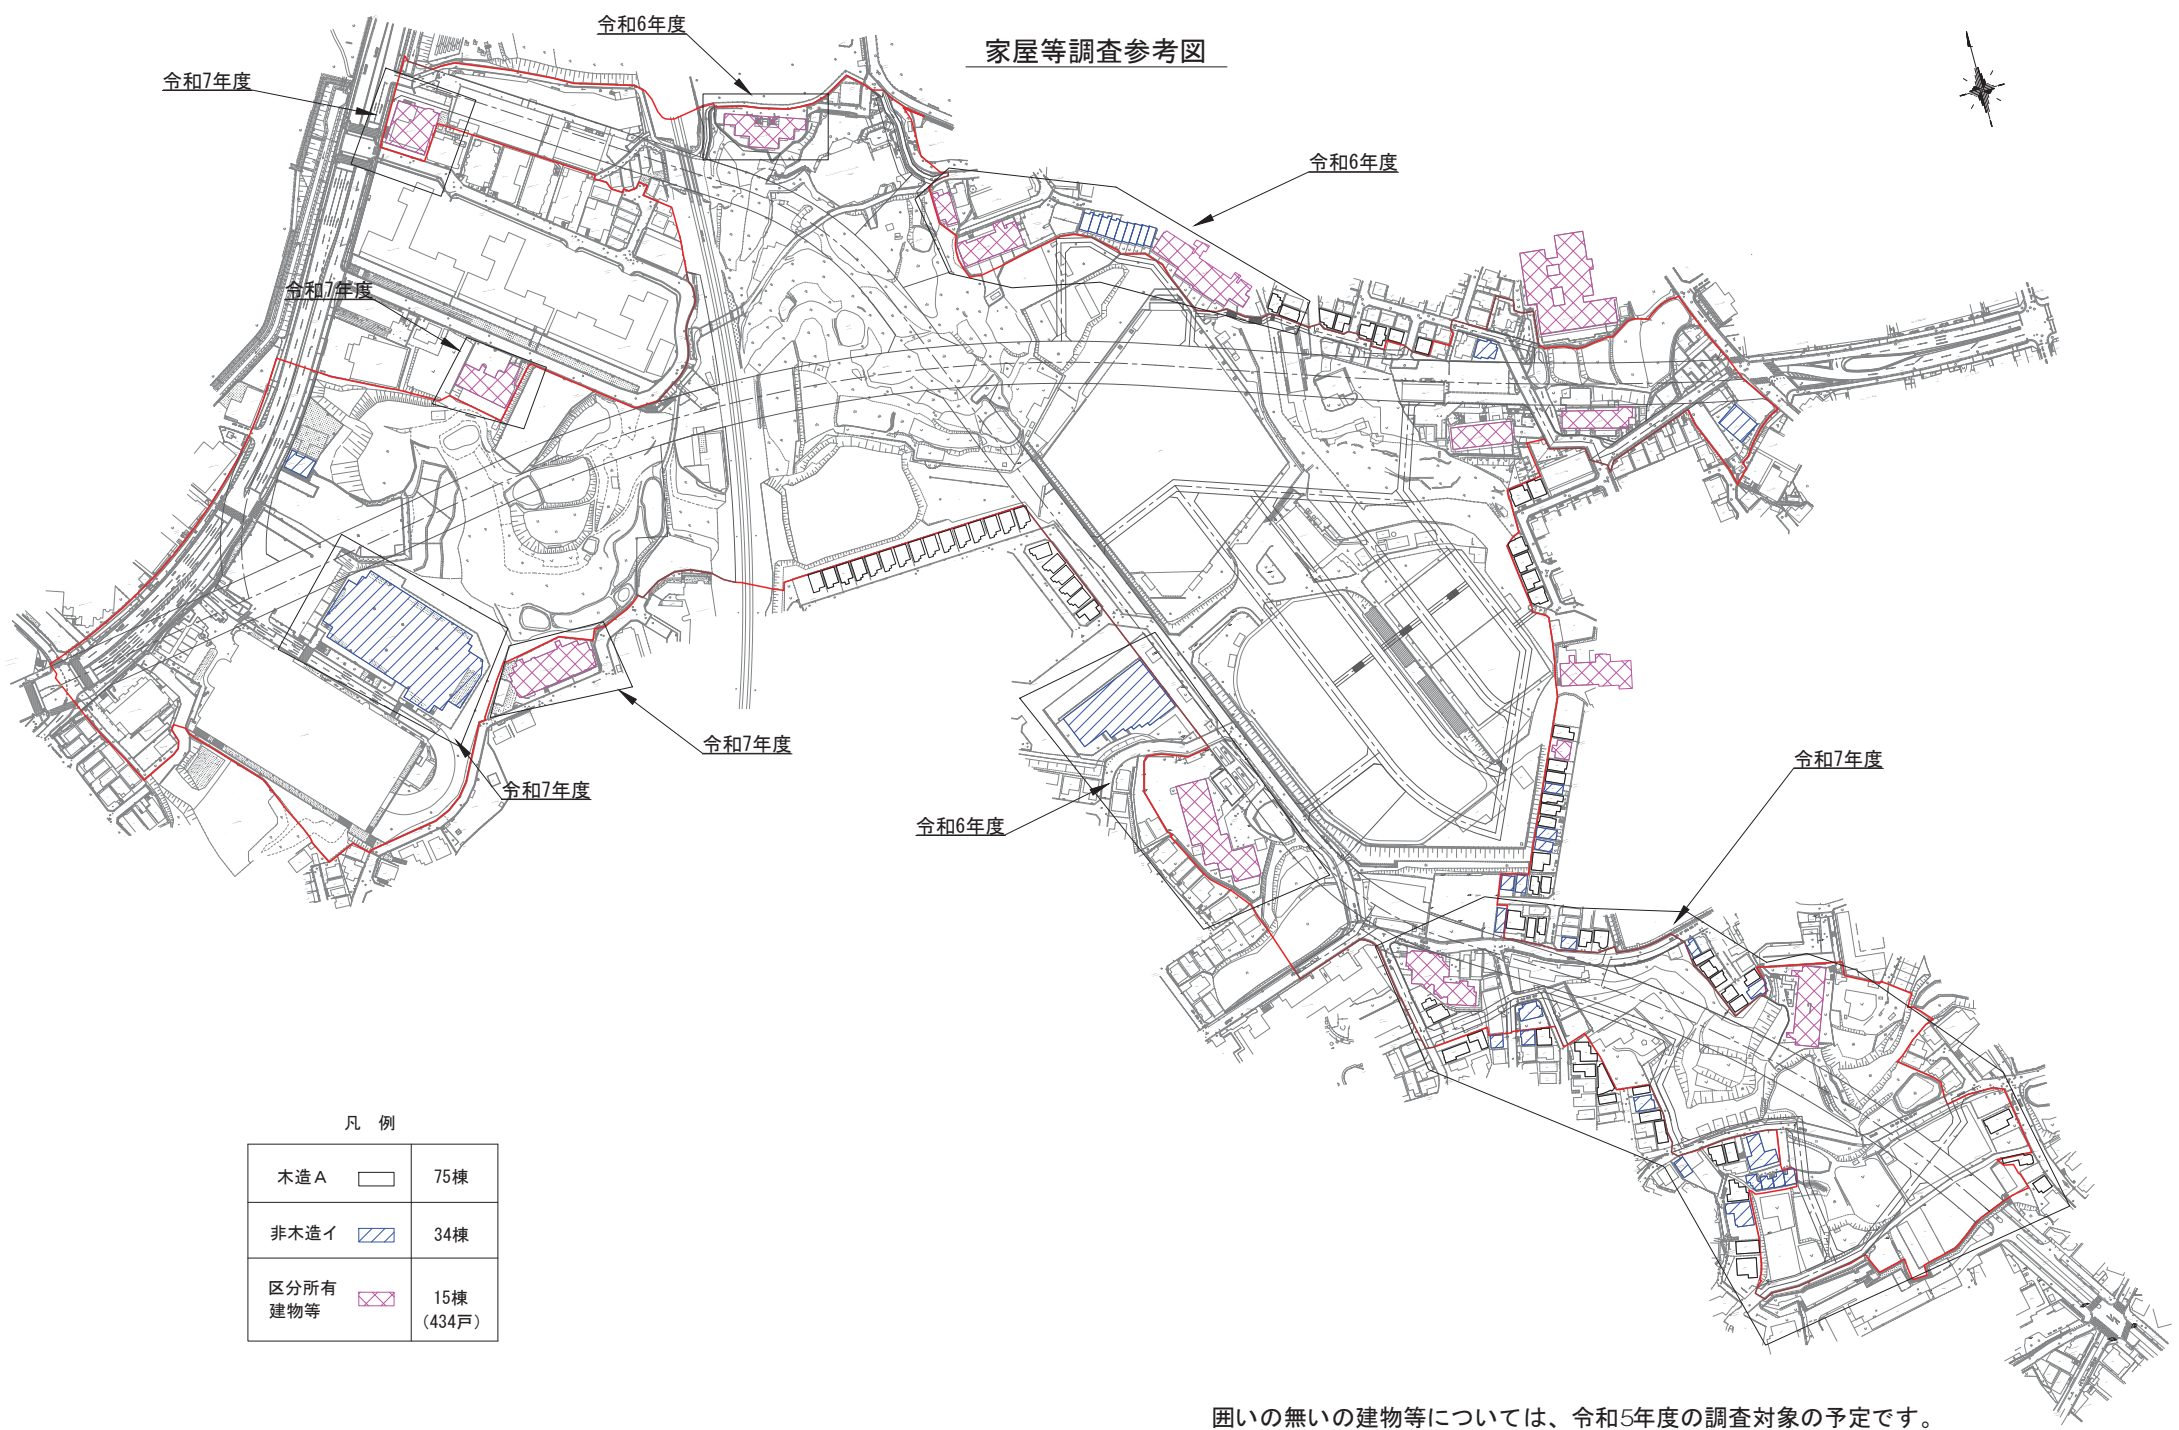 家屋等調査参考図
令和6年度
令和7年度
令和6年度
令和7年度
令和7年度
令和7年度
令和6年度
令和7年度
凡 例
木造A 75棟
非木造イ 34棟
区分所有
建物等
15棟
(434戸)
囲いの無いの建物等については、令和5年度の調査対象の予定です。